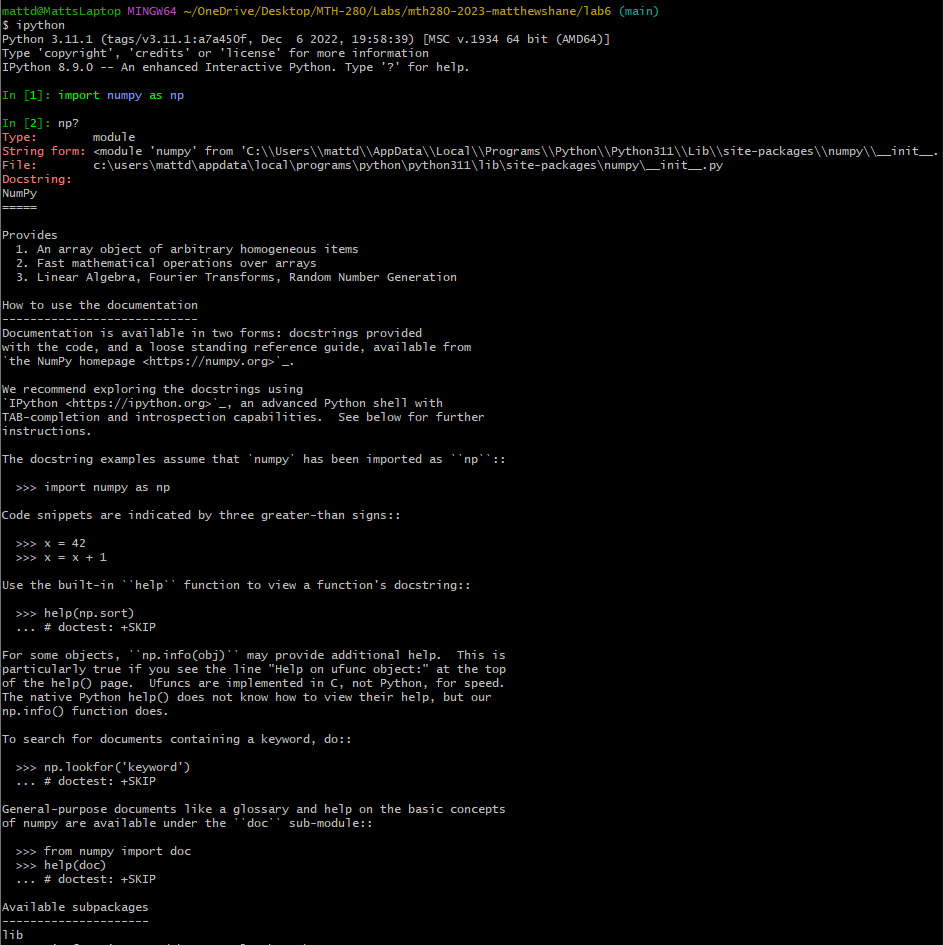 mattd@MattsLaptop MINGW64 ~/OneDrive/Desktop/MTH-280/Labs/mth280-2023-matthewshane/lab6 (main)
$ ipython
Python 3.11.1 (tags/v3.11.1:a7a450f, Dec  6 2022, 19:58:39) [MSC v.1934 64 bit (AMD64)]
Type 'copyright', 'credits' or 'license' for more information
IPython 8.9.0 -- An enhanced Interactive Python. Type '?' for help.

In [1]: import numpy as np

In [2]: np?
Type:        module
String form: <module 'numpy' from 'C:\\Users\\mattd\\AppData\\Local\\Programs\\Python\\Python311\\Lib\\site-packages\\numpy\\__init__.
File:        c:\users\mattd\appdata\local\programs\python\python311\lib\site-packages\numpy\__init__.py
Docstring:
NumPy
=====

Provides
  1. An array object of arbitrary homogeneous items
  2. Fast mathematical operations over arrays
  3. Linear Algebra, Fourier Transforms, Random Number Generation

How to use the documentation
----------------------------
Documentation is available in two forms: docstrings provided
with the code, and a loose standing reference guide, available from
`the NumPy homepage <https://numpy.org>`_.

We recommend exploring the docstrings using
`IPython <https://ipython.org>`_, an advanced Python shell with
TAB-completion and introspection capabilities.  See below for further
instructions.

The docstring examples assume that `numpy` has been imported as ``np``::

  >>> import numpy as np

Code snippets are indicated by three greater-than signs::

  >>> x = 42
  >>> x = x + 1

Use the built-in ``help`` function to view a function's docstring::

  >>> help(np.sort)
  ... # doctest: +SKIP

For some objects, ``np.info(obj)`` may provide additional help.  This is
particularly true if you see the line "Help on ufunc object:" at the top
of the help() page.  Ufuncs are implemented in C, not Python, for speed.
The native Python help() does not know how to view their help, but our
np.info() function does.

To search for documents containing a keyword, do::

  >>> np.lookfor('keyword')
  ... # doctest: +SKIP

General-purpose documents like a glossary and help on the basic concepts
of numpy are available under the ``doc`` sub-module::

  >>> from numpy import doc
  >>> help(doc)
  ... # doctest: +SKIP

Available subpackages
---------------------
lib